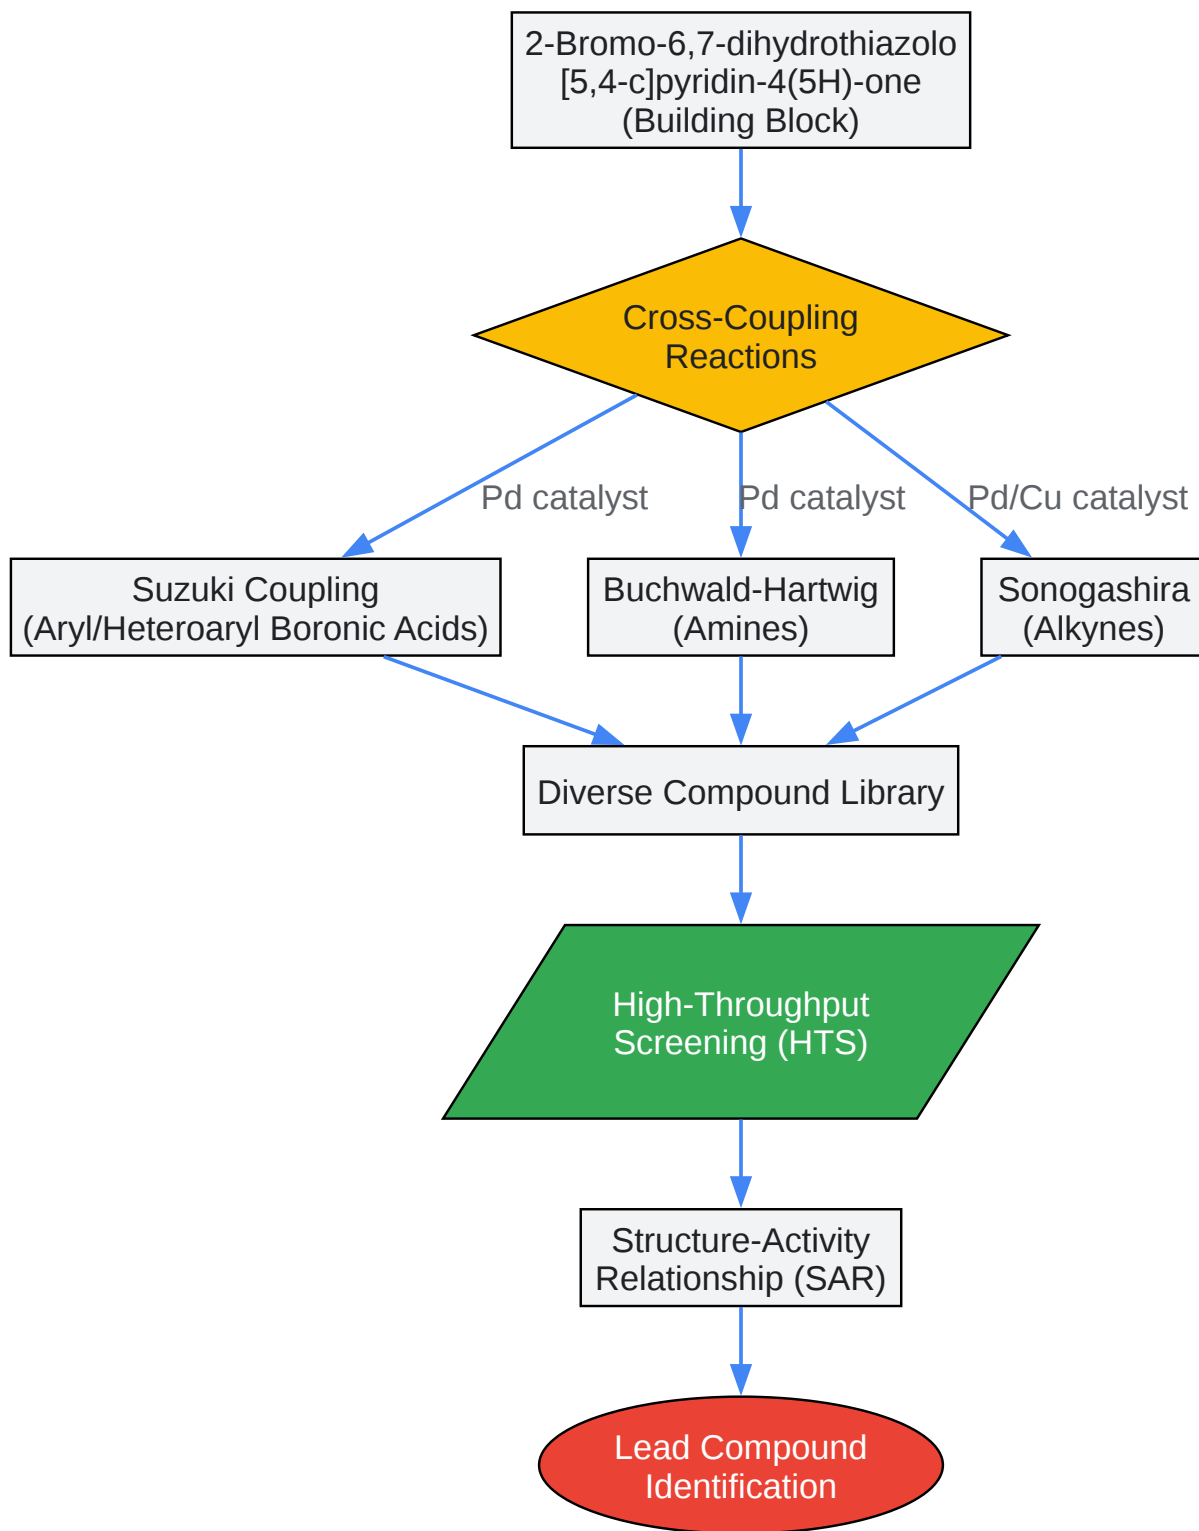 2-Bromo-6,7-dihydrothiazolo
[5,4-c]pyridin-4(5H)-one
(Building Block)
Cross-Coupling
Reactions
Pd catalyst
Pd catalyst
Pd/Cu catalyst
Suzuki Coupling
(Aryl/Heteroaryl Boronic Acids)
Buchwald-Hartwig
(Amines)
Sonogashira
(Alkynes)
Diverse Compound Library
High-Throughput
Screening (HTS)
Structure-Activity
Relationship (SAR)
Lead Compound
Identification